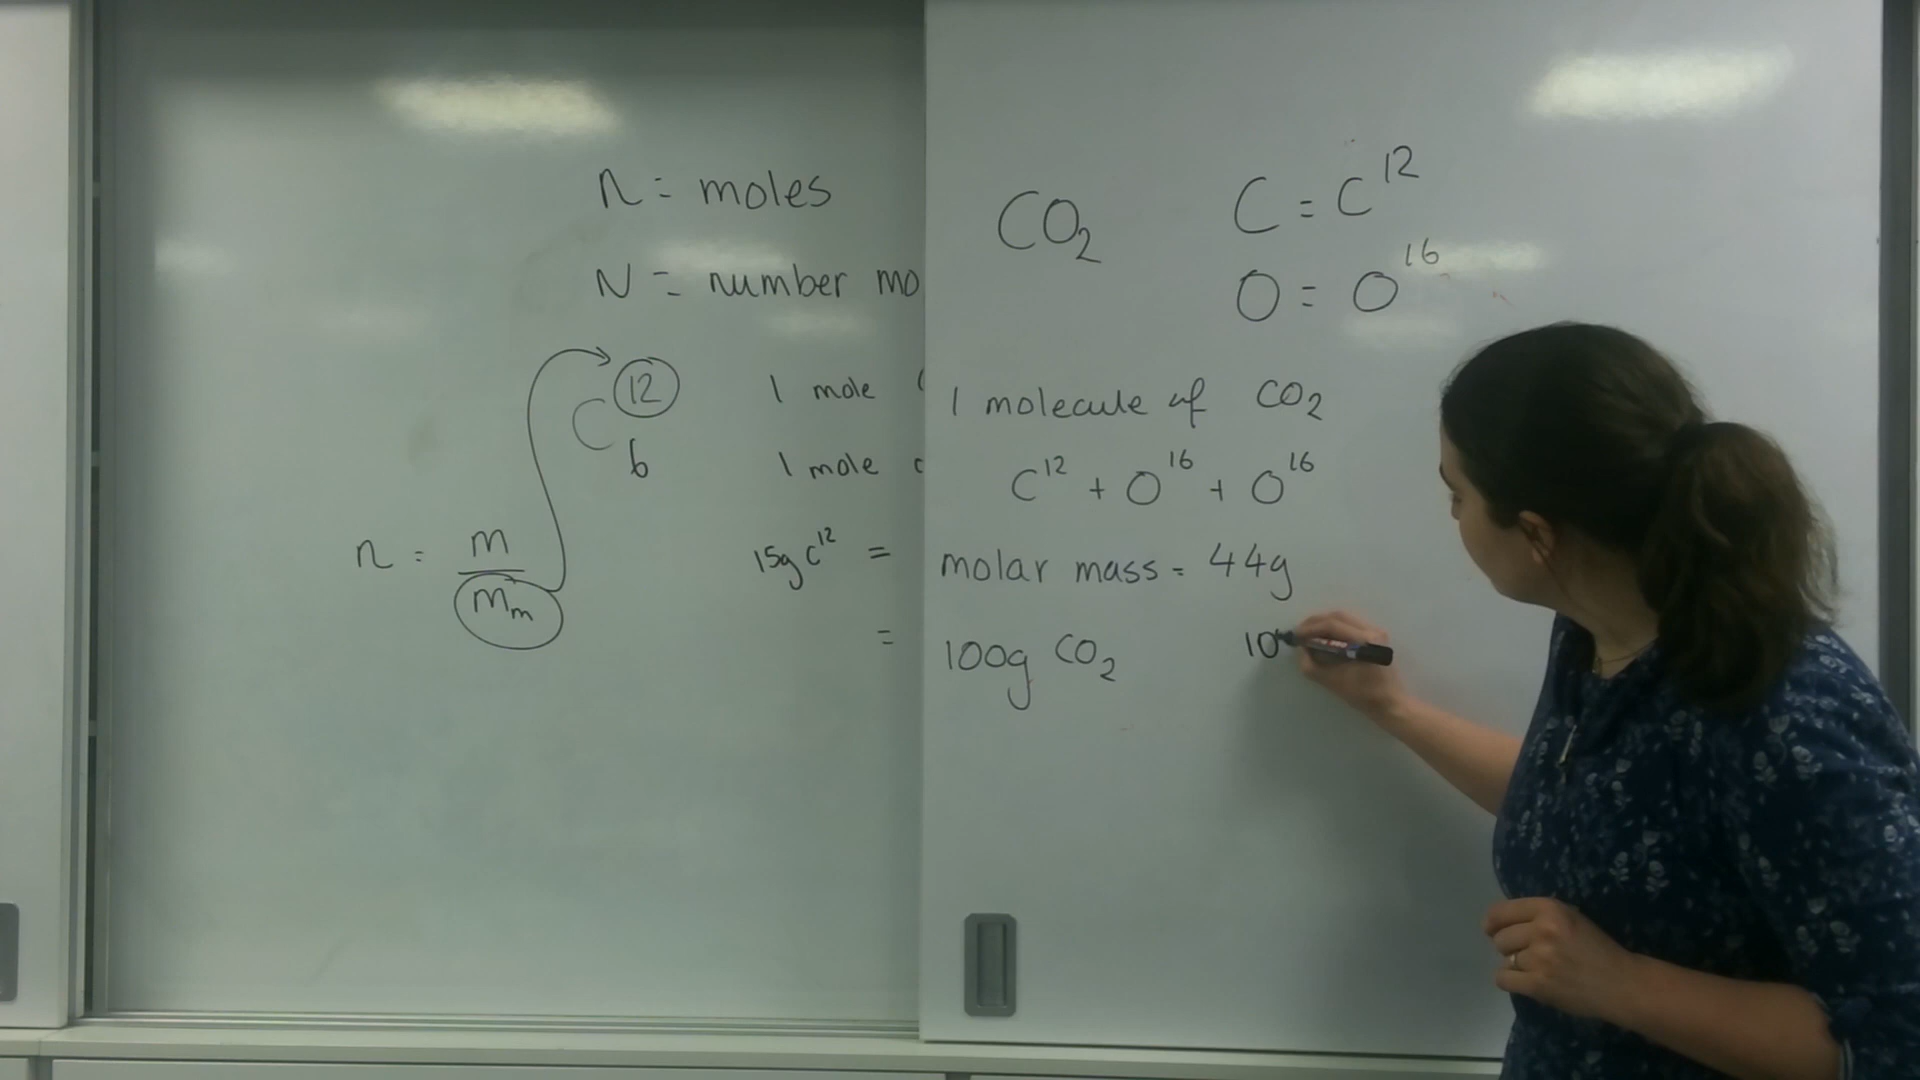 n = moles
N = number mo
C 12 6
1 mole
1 mole
n = m / Mm
15g C12 =
=
CO2
C = C12
O = O16
1 molecule of CO2
C12 + O16 + O16
molar mass = 44g
100g CO2 10